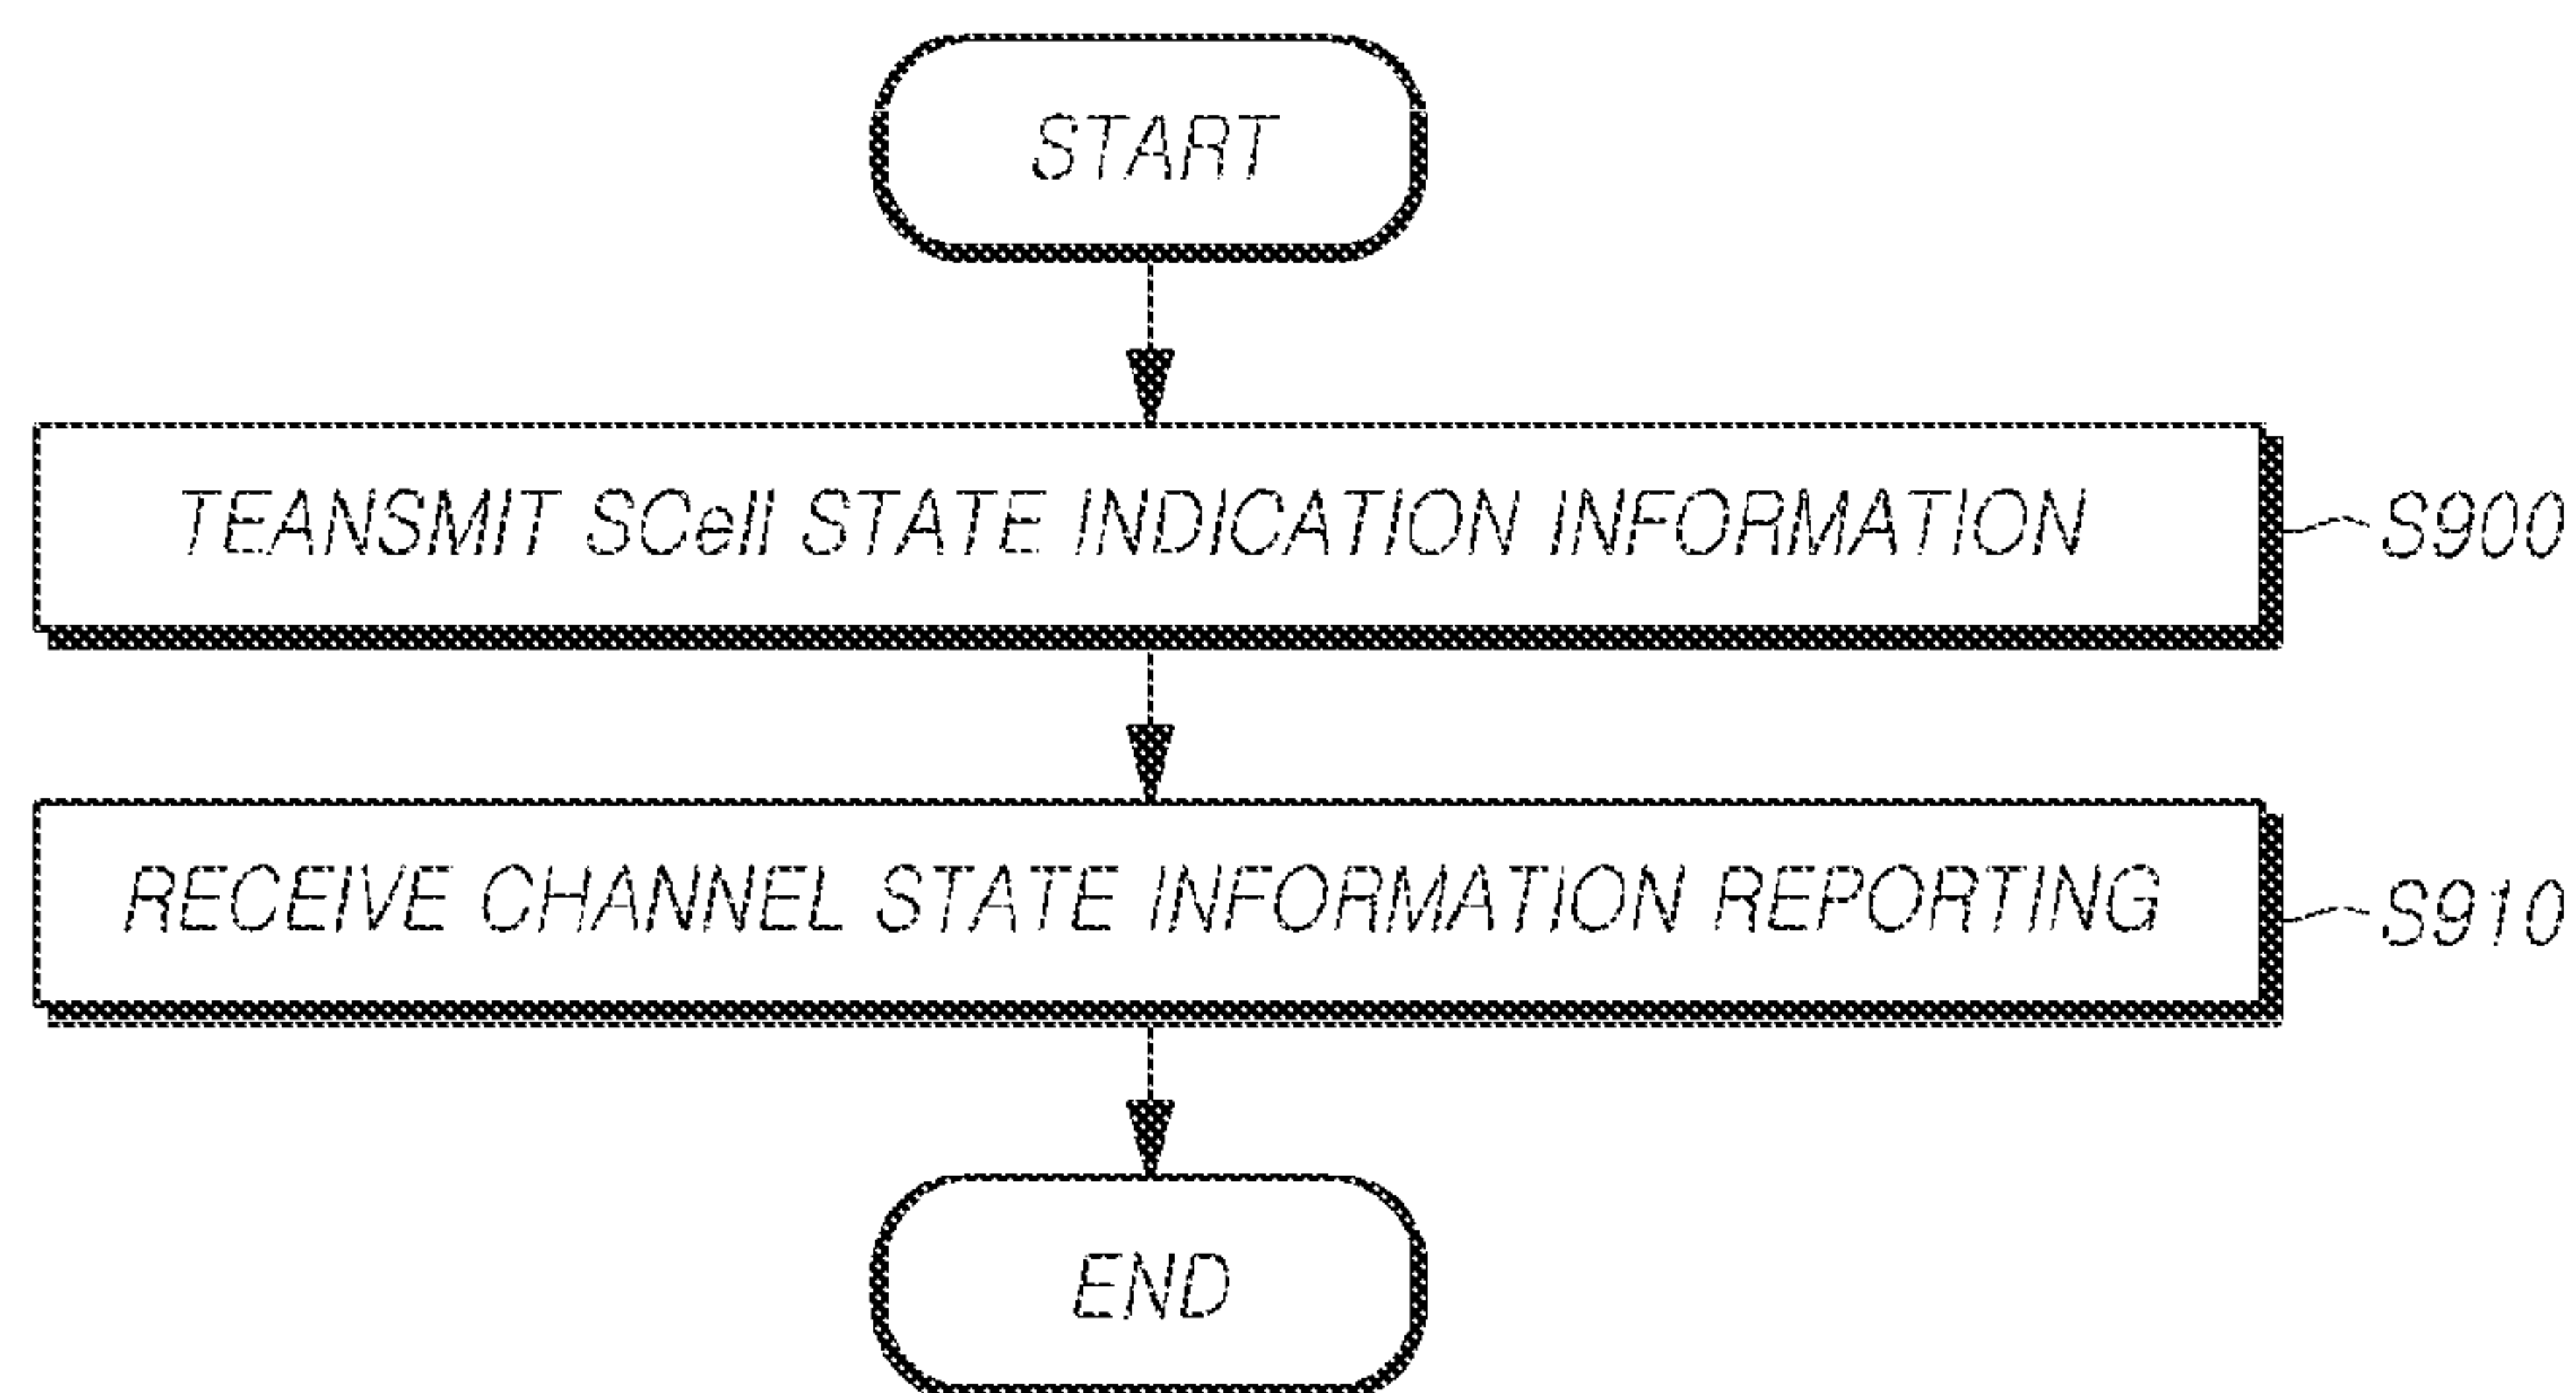 START
TEANSMIT SCell STATE INDICATION INFORMATION
S900
RECEIVE CHANNEL STATE INFORMATION REPORTING
S910
END